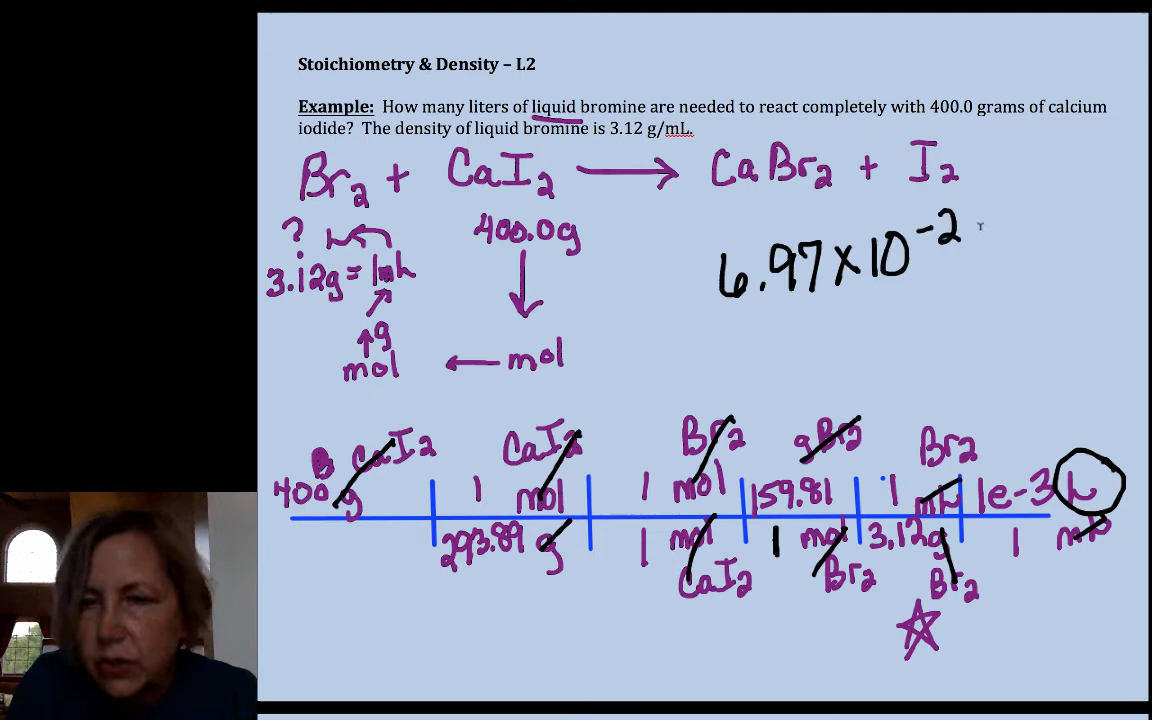 Stoichiometry & Density – L2
Example: How many liters of liquid bromine are needed to react completely with 400.0 grams of calcium
iodide? The density of liquid bromine is 3.12 g/mL.
Br2 + CaI2 → CaBr2 + I2
? L ← 400.0g
3.12g = 1mL
6.97 x 10^-2
↑g
mol ← mol
CaI2 CaI2 Br2 gBr2 Br2
400 g 1 mol 1 mol 159.81 1 mL 1e-3 L
293.89 g 1 mol 1 mol 3.12g 1 mL
CaI2 Br2 Br2